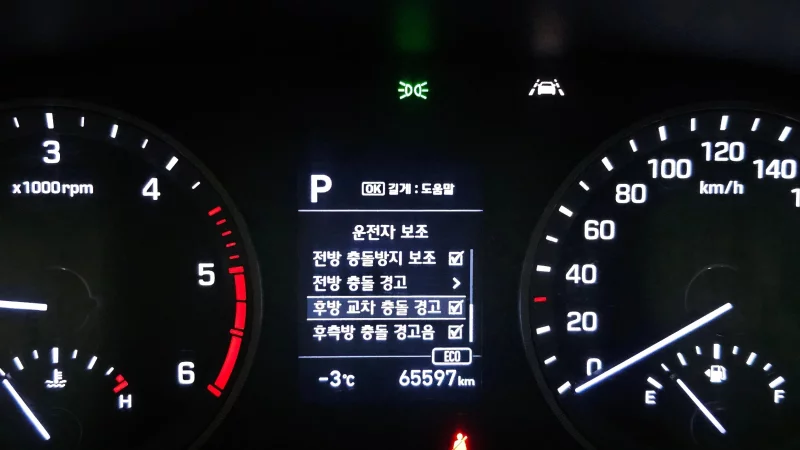 3
120
x1000rpm
4
100
140
80
km/h
P
OK 길게 : 도움말
60
운전자 보조
전방 충돌방지 보조
5
40
전방 충돌 경고
후방 교차 충돌 경고
20
후측방 충돌 경고음
ECO
6
0
-3℃
65597km
H
E
F